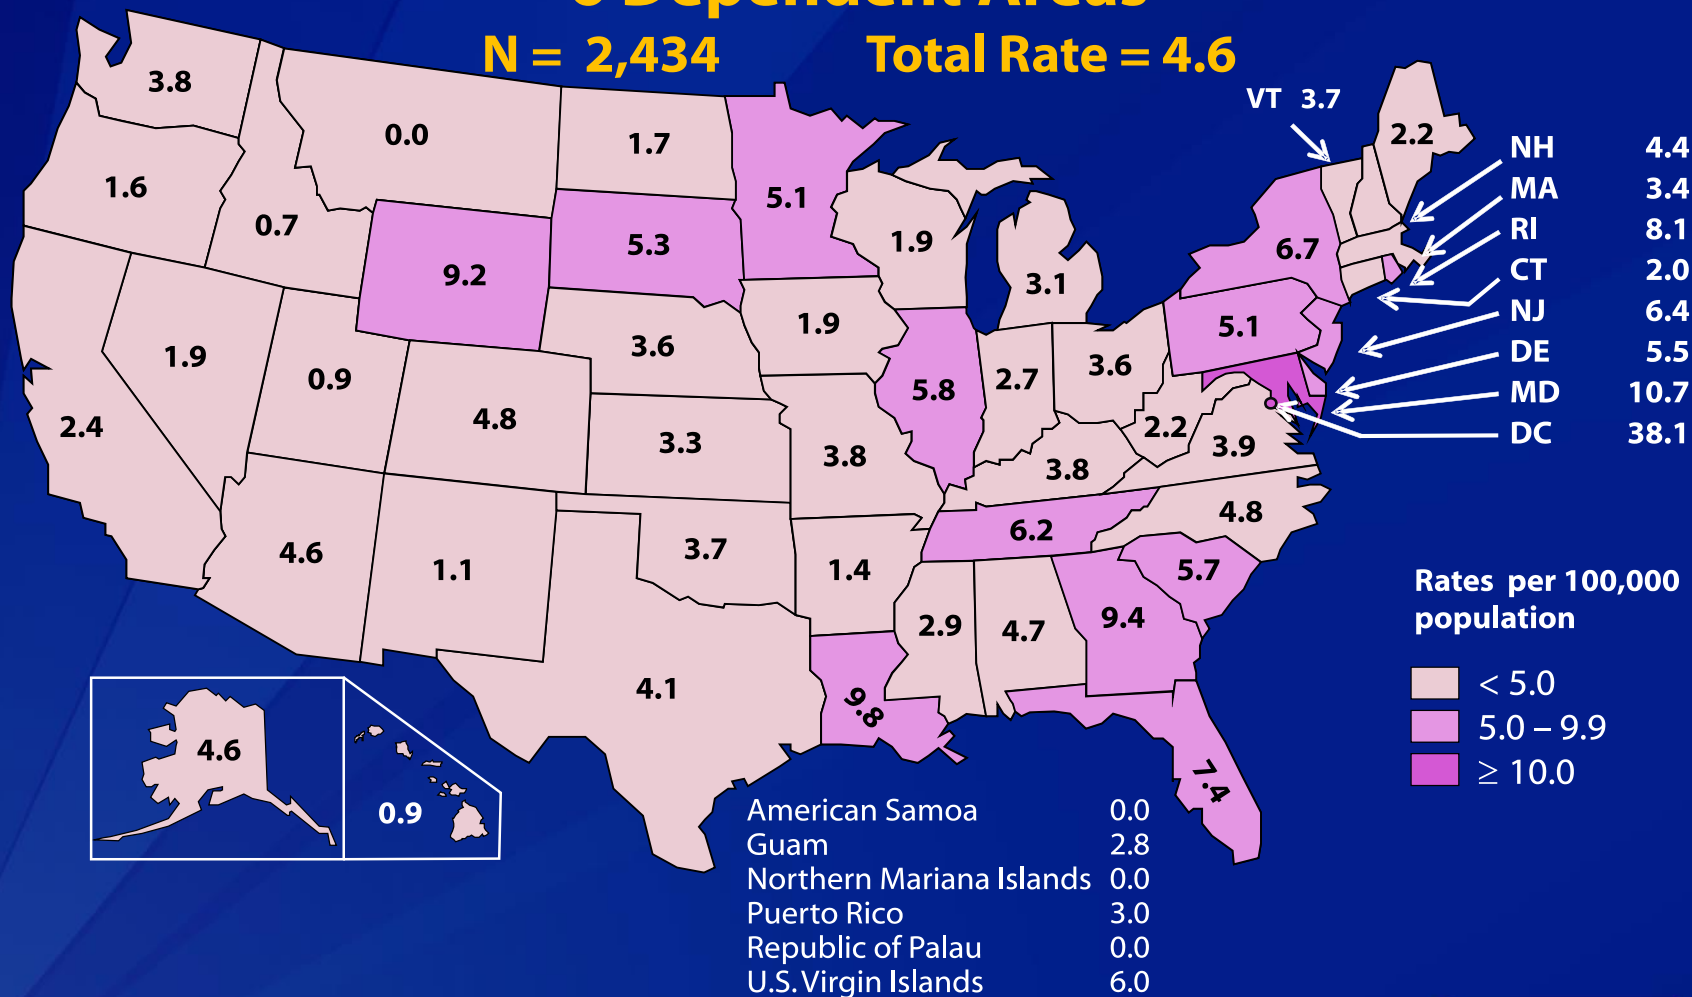 6 Dependent Areas
N = 2,434 Total Rate = 4.6
VT 3.7
3.8
0.0
1.7
5.1
2.2
NH 4.4
MA 3.4
RI 8.1
CT 2.0
NJ 6.4
DE 5.5
MD 10.7
DC 38.1
1.6
0.7
9.2
5.3
1.9
3.1
6.7
1.9
0.9
3.6
1.9
5.1
2.4
4.8
3.3
3.8
5.8
2.7
3.6
2.2
3.9
3.8
4.6
1.1
3.7
1.4
6.2
4.8
5.7
4.1
9.8
2.9
4.7
9.4
7.4
Rates per 100,000
population
< 5.0
5.0 – 9.9
≥ 10.0
4.6
0.9
American Samoa 0.0
Guam 2.8
Northern Mariana Islands 0.0
Puerto Rico 3.0
Republic of Palau 0.0
U.S. Virgin Islands 6.0